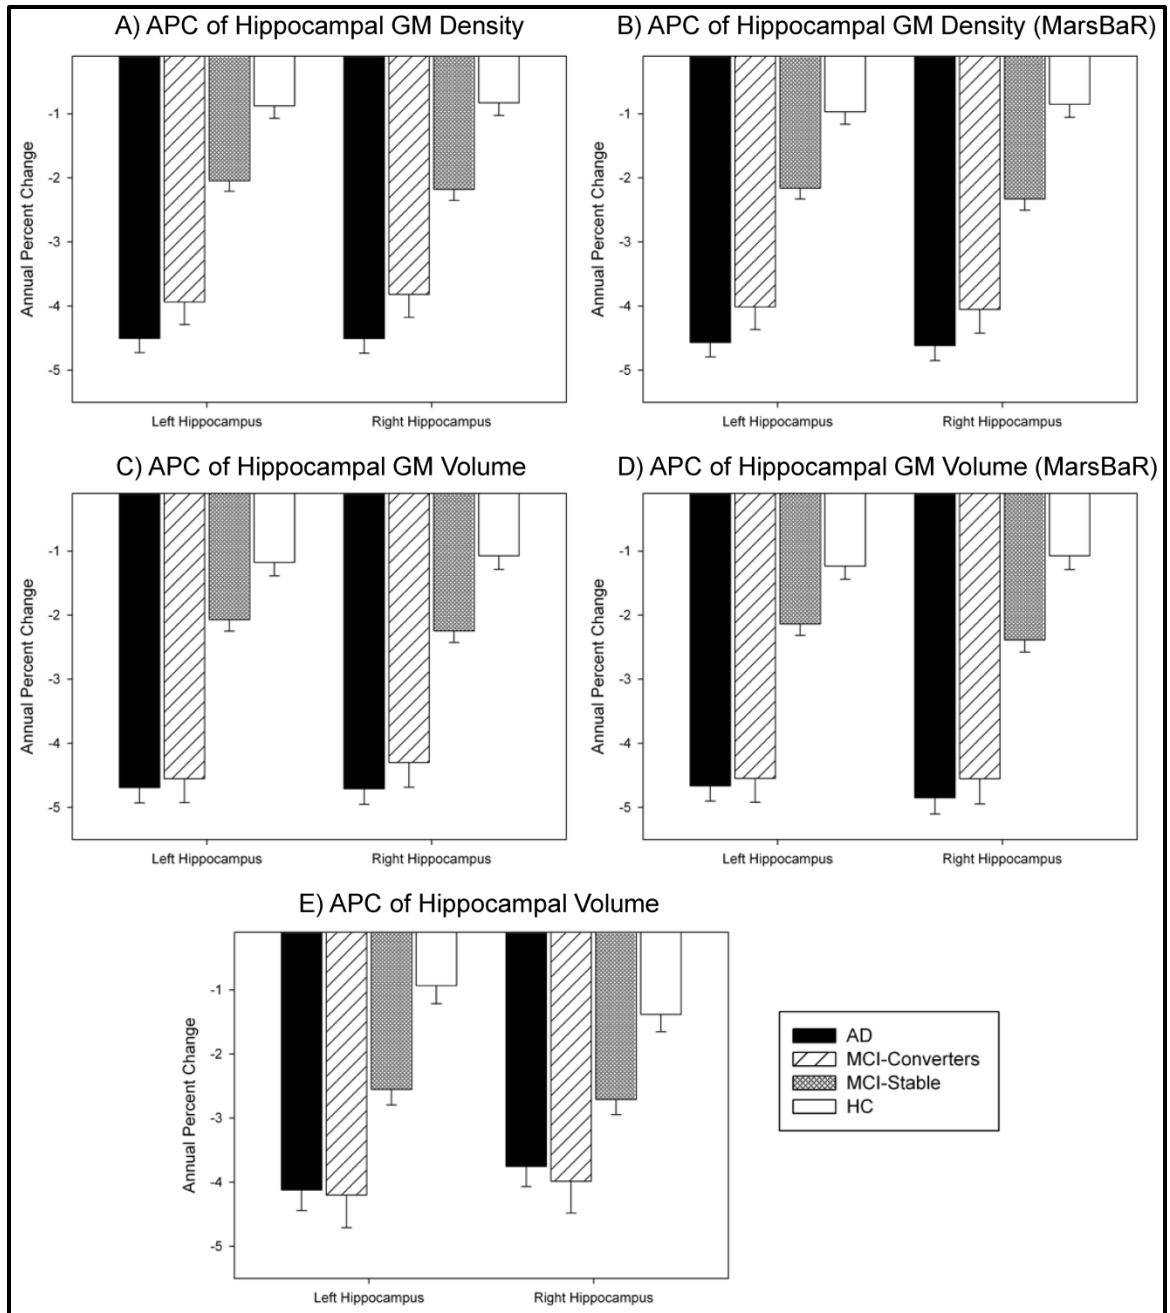 A) APC of Hippocampal GM Density
B) APC of Hippocampal GM Density (MarsBaR)
Annual Percent Change
-1
-2
-3
-4
-5
Left Hippocampus
Right Hippocampus
Annual Percent Change
-1
-2
-3
-4
-5
Left Hippocampus
Right Hippocampus
C) APC of Hippocampal GM Volume
D) APC of Hippocampal GM Volume (MarsBaR)
Annual Percent Change
-1
-2
-3
-4
-5
Left Hippocampus
Right Hippocampus
Annual Percent Change
-1
-2
-3
-4
-5
Left Hippocampus
Right Hippocampus
E) APC of Hippocampal Volume
Annual Percent Change
-1
-2
-3
-4
-5
Left Hippocampus
Right Hippocampus
AD
MCI-Converters
MCI-Stable
HC